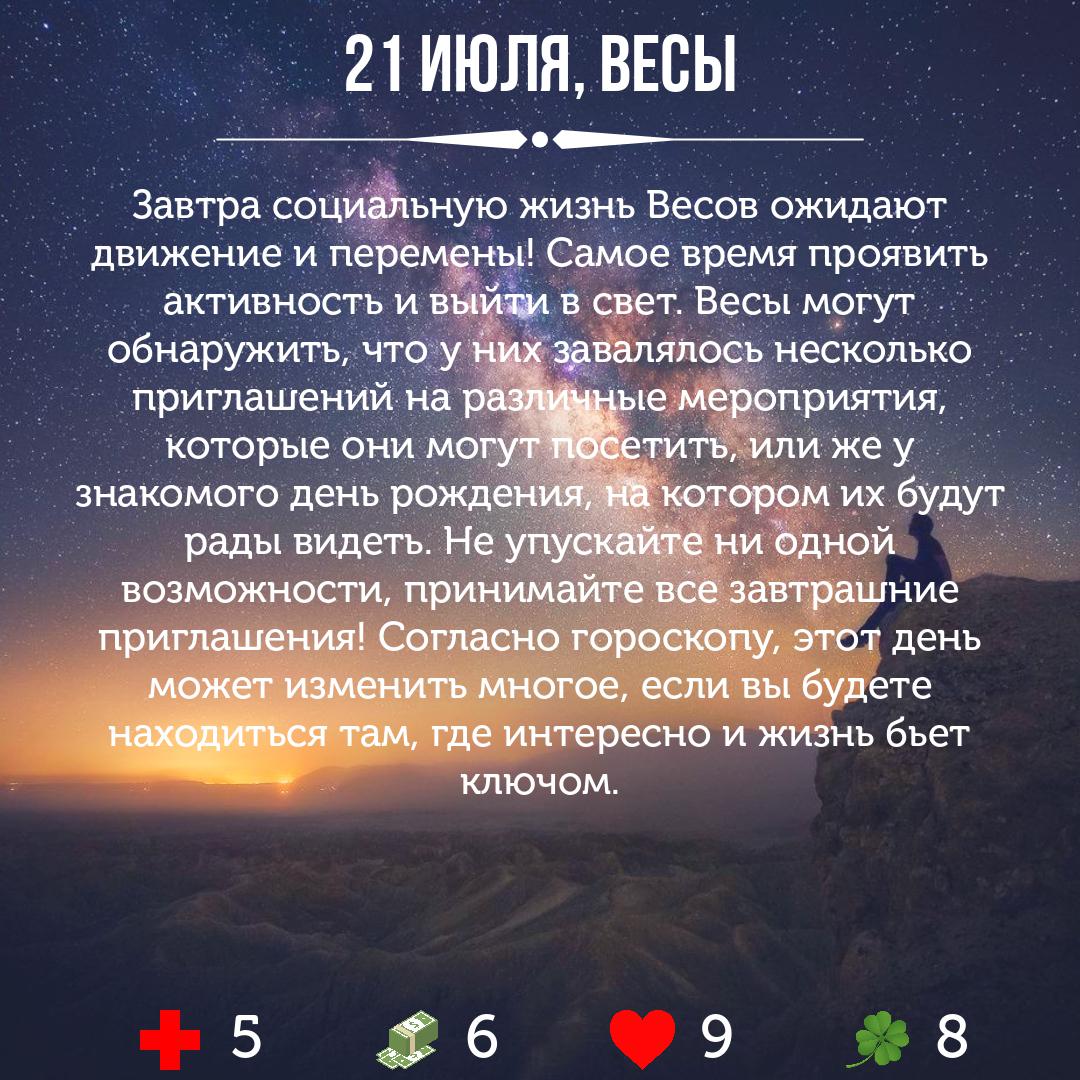 21 ИЮЛЯ, ВЕСЫ
Завтра социальную жизнь Весов ожидают
движение и перемены! Самое время проявить
активность и выйти в свет. Весы могут
обнаружить, что у них завалялось несколько
приглашений на различные мероприятия,
которые они могут посетить, или же у
знакомого день рождения, на котором их будут
рады видеть. Не упускайте ни одной
возможности, принимайте все завтрашние
приглашения! Согласно гороскопу, этот день
может изменить многое, если вы будете
находиться там, где интересно и жизнь бьет
ключом.
5 6 9 8